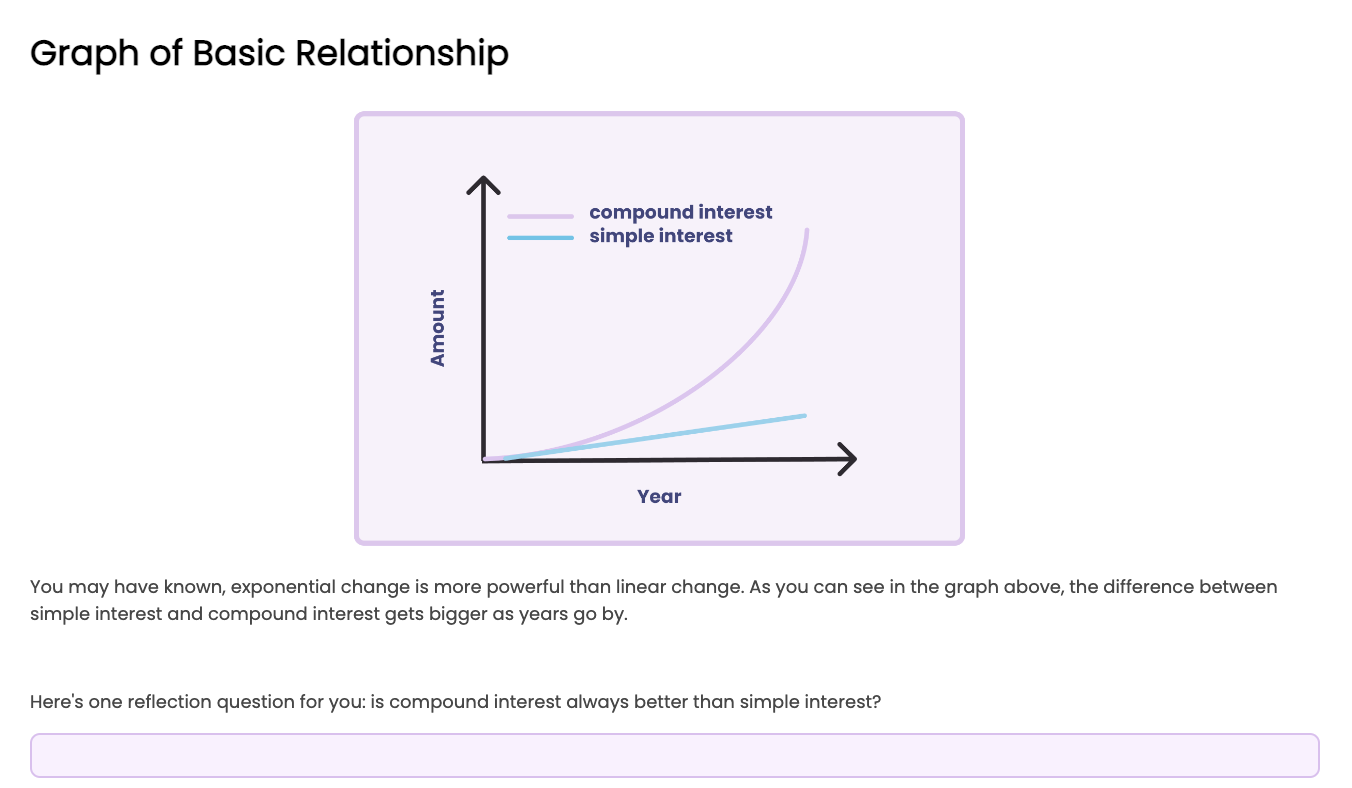 Graph of Basic Relationship
compound interest
simple interest
Amount
Year
You may have known, exponential change is more powerful than linear change. As you can see in the graph above, the difference between
simple interest and compound interest gets bigger as years go by.
Here's one reflection question for you: is compound interest always better than simple interest?